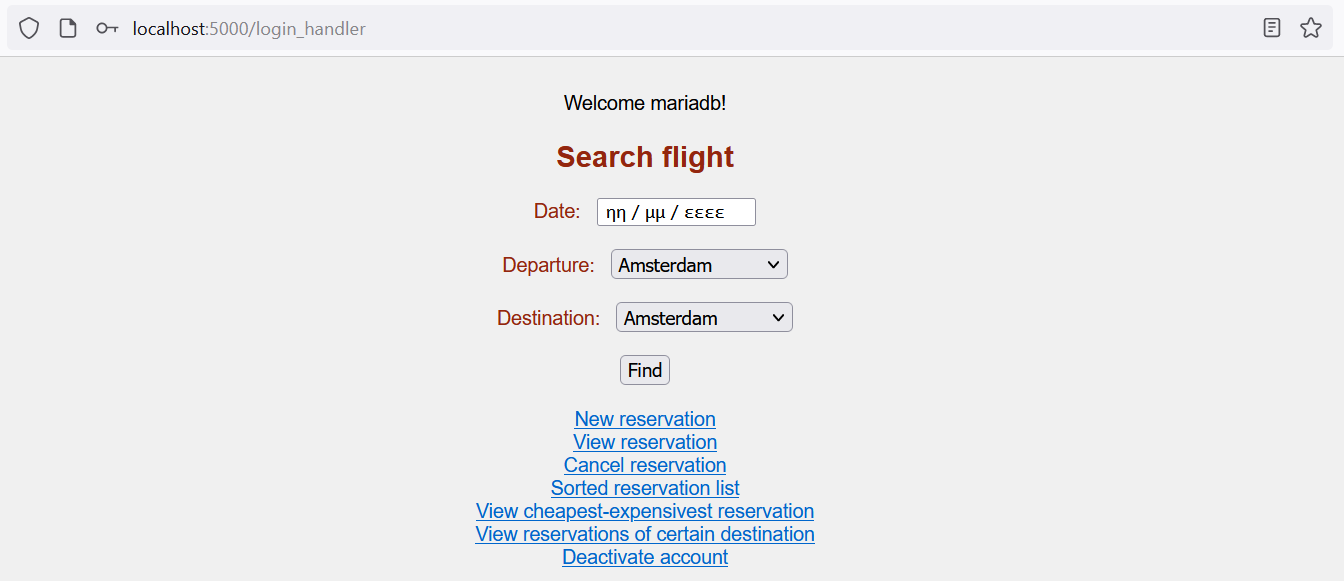 localhost:5000/login_handler
Welcome mariadb!
Search flight
Date: ηη / μμ / εεεε
Departure: Amsterdam
Destination: Amsterdam
Find
New reservation
View reservation
Cancel reservation
Sorted reservation list
View cheapest-expensivest reservation
View reservations of certain destination
Deactivate account